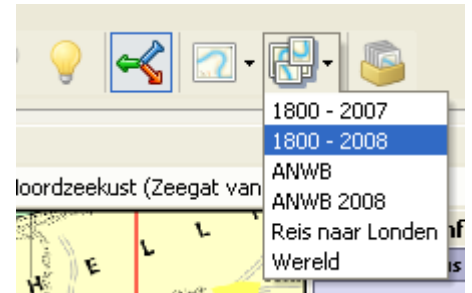 1800 - 2007
1800 - 2008
ANWB
oordzeekust (Zeegat van
ANWB 2008
Reis naar Londen
Wereld
H E L L